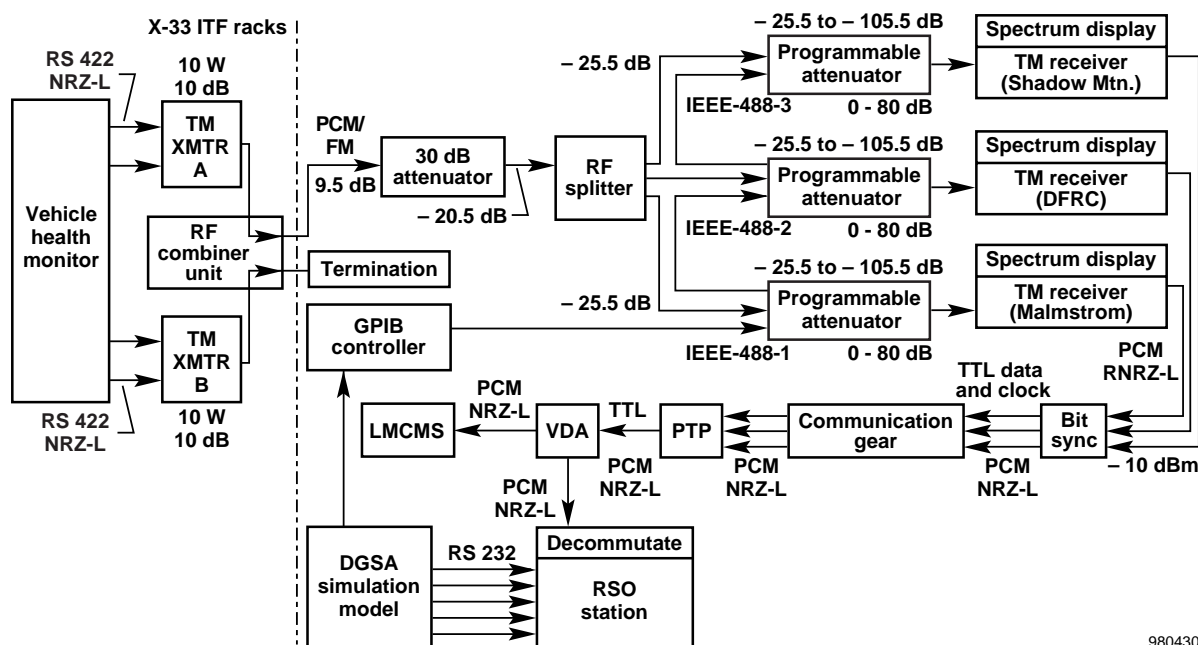 X-33 ITF racks
RS 422
NRZ-L
10 W
10 dB
TM
XMTR
A
Vehicle
health
monitor
RF
combiner
unit
TM
XMTR
B
RS 422
NRZ-L
10 W
10 dB
PCM/
FM
9.5 dB
30 dB
attenuator
– 20.5 dB
RF
splitter
Termination
GPIB
controller
– 25.5 dB
– 25.5 dB
– 25.5 to – 105.5 dB
Programmable
attenuator
IEEE-488-3
0 - 80 dB
Spectrum display
TM receiver
(Shadow Mtn.)
– 25.5 to – 105.5 dB
Programmable
attenuator
IEEE-488-2
0 - 80 dB
Spectrum display
TM receiver
(DFRC)
– 25.5 to – 105.5 dB
Programmable
attenuator
IEEE-488-1
0 - 80 dB
Spectrum display
TM receiver
(Malmstrom)
PCM
RNRZ-L
TTL data
and clock
Bit
sync
– 10 dBm
PCM
NRZ-L
Communication
gear
PCM
NRZ-L
PTP
TTL
PCM
NRZ-L
VDA
PCM
NRZ-L
LMCMS
PCM
NRZ-L
DGSA
simulation
model
RS 232
Decommutate
RSO
station
980430